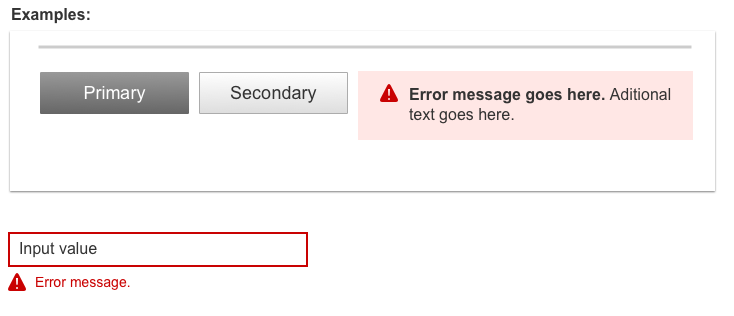 Examples:
Primary
Secondary
Error message goes here. Aditional
text goes here.
Input value
Error message.